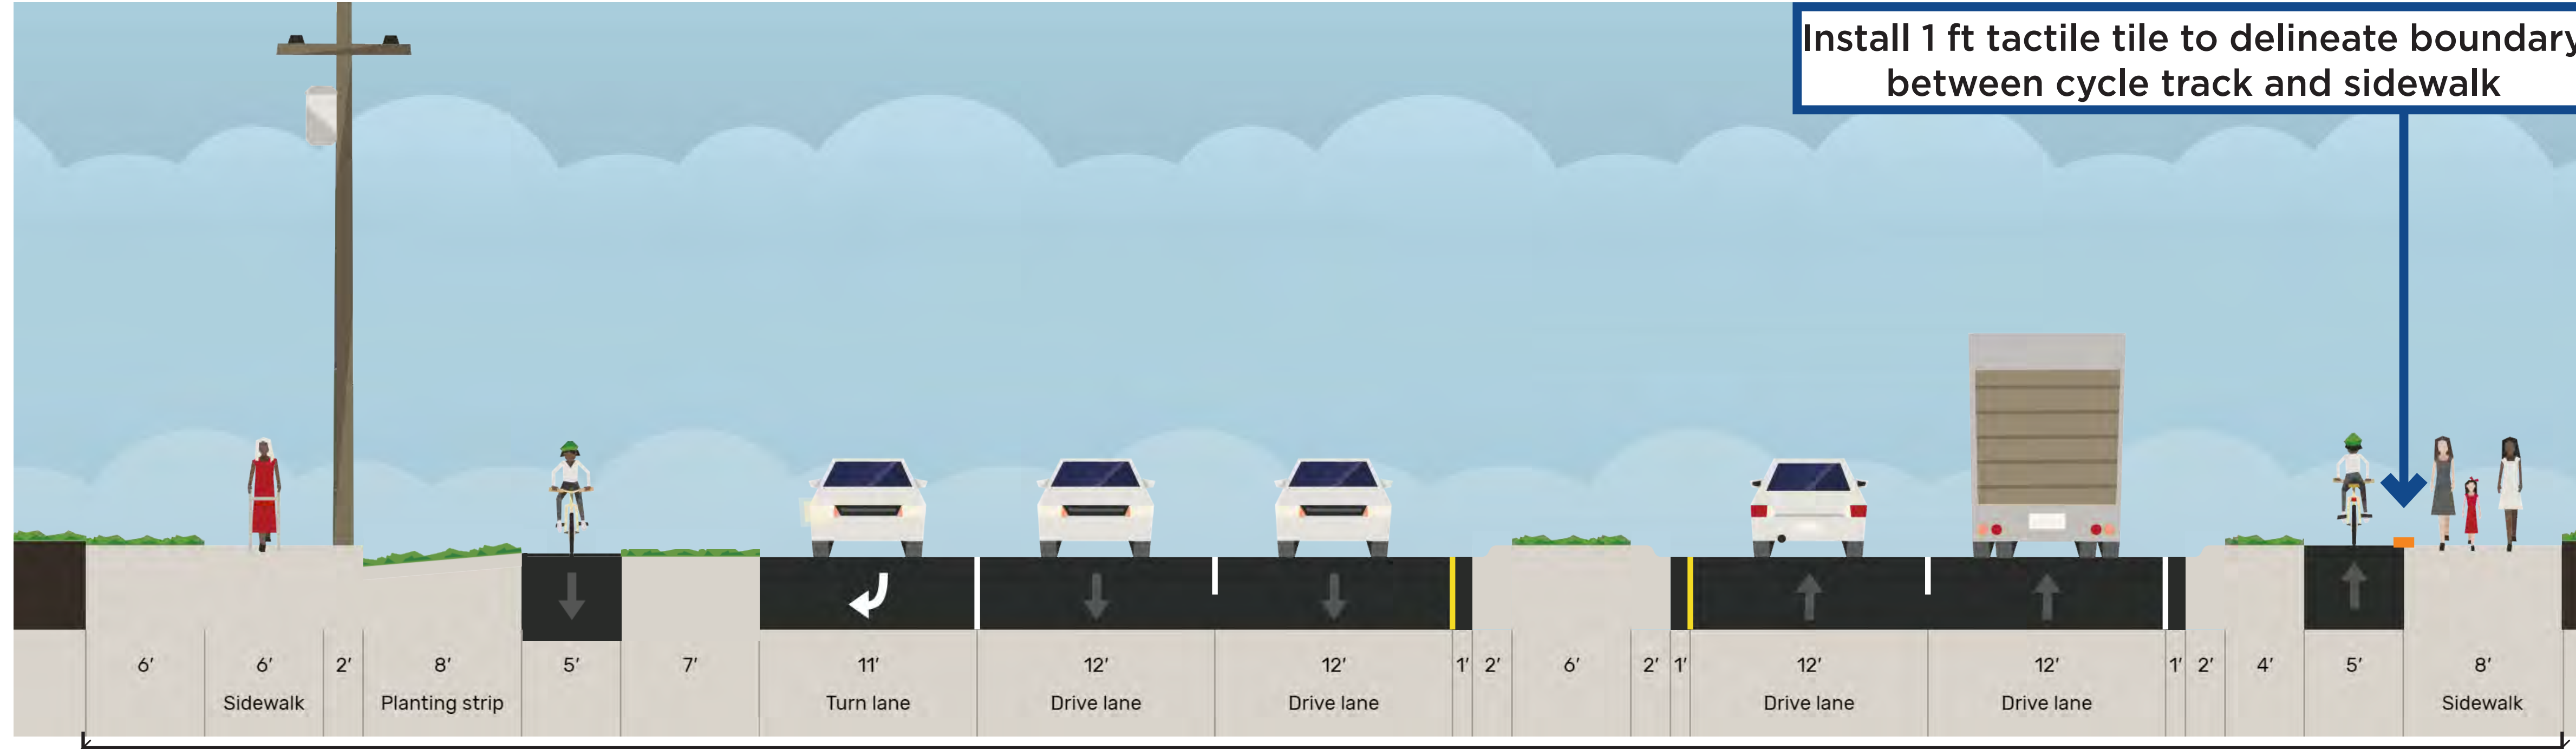 Install 1 ft tactile tile to delineate boundary
between cycle track and sidewalk
6' 6' 2' 8' 5' 7' 11' 12' 12' 1' 2' 6' 2' 1' 12' 12' 1' 2' 4' 5' 8'
Sidewalk Planting strip Turn lane Drive lane Drive lane Drive lane Drive lane Sidewalk